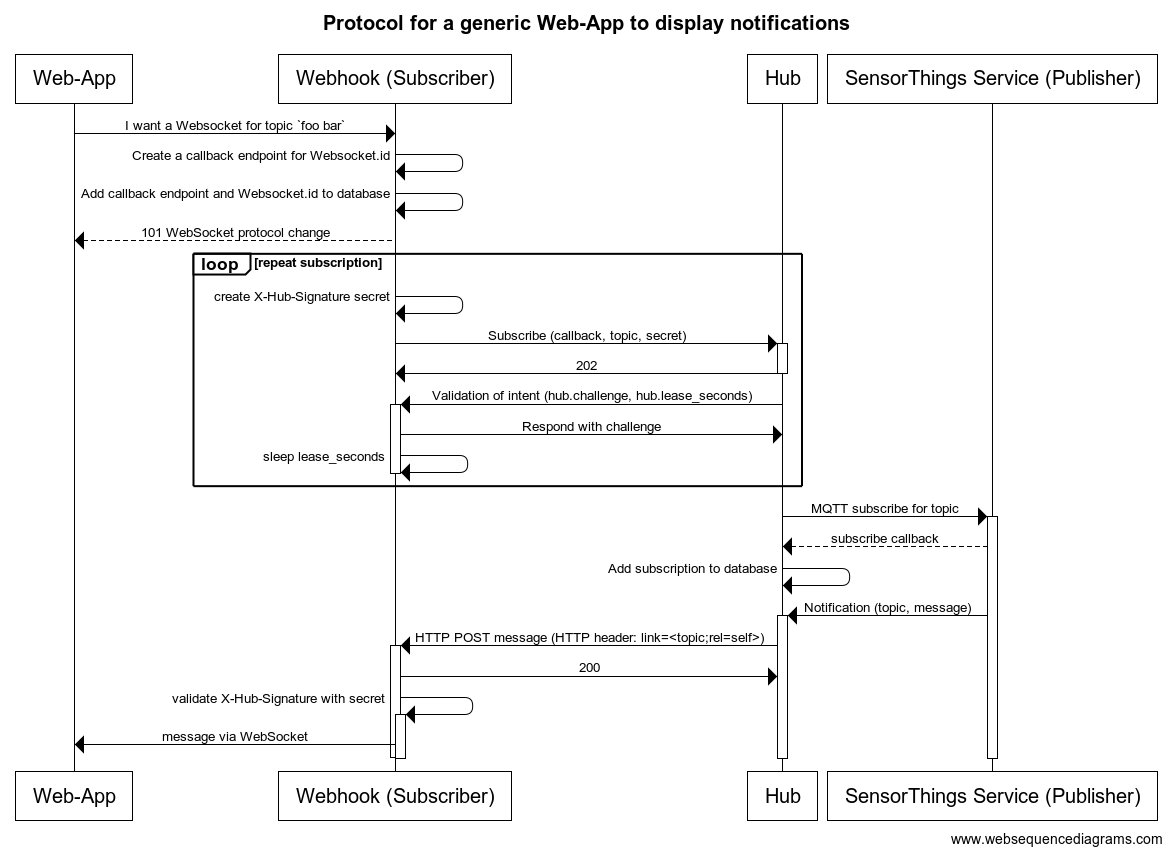 Protocol for a generic Web-App to display notifications
Web-App
Webhook (Subscriber)
Hub
SensorThings Service (Publisher)
I want a Websocket for topic `foo bar`
Create a callback endpoint for Websocket.id
Add callback endpoint and Websocket.id to database
101 WebSocket protocol change
loop
[repeat subscription]
create X-Hub-Signature secret
Subscribe (callback, topic, secret)
202
Validation of intent (hub.challenge, hub.lease_seconds)
Respond with challenge
sleep lease_seconds
MQTT subscribe for topic
subscribe callback
Add subscription to database
Notification (topic, message)
HTTP POST message (HTTP header: link=<topic;rel=self>)
200
validate X-Hub-Signature with secret
message via WebSocket
Web-App
Webhook (Subscriber)
Hub
SensorThings Service (Publisher)
www.websequencediagrams.com